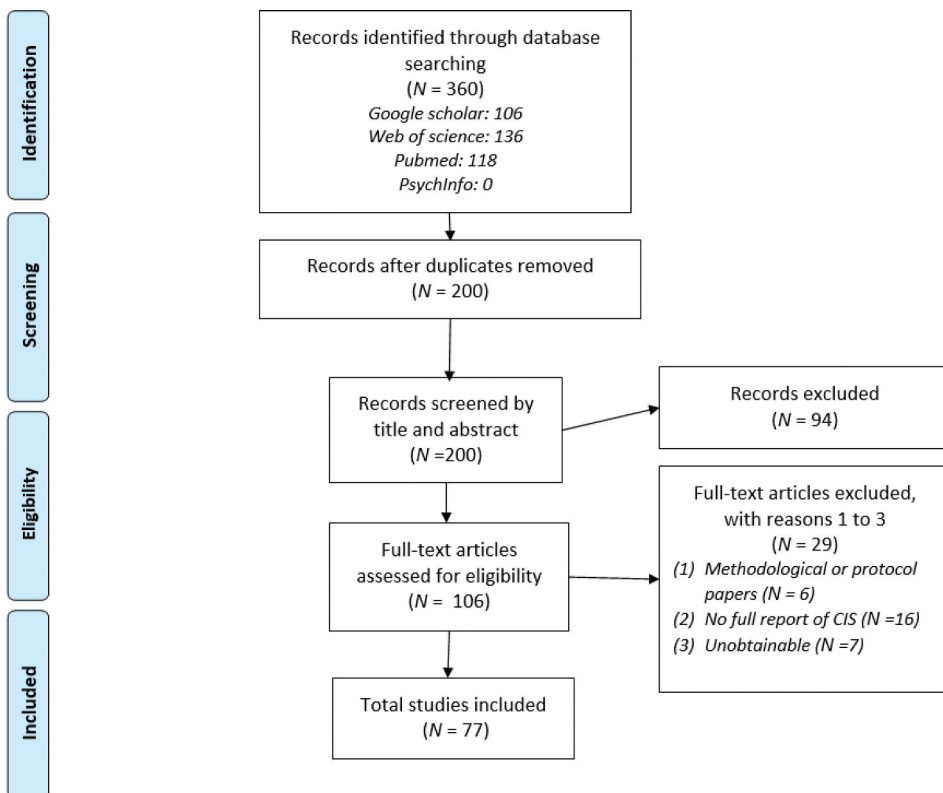 Identification
Records identified through database
searching
(N = 360)
Google scholar: 106
Web of science: 136
Pubmed: 118
PsychInfo: 0
Screening
Records after duplicates removed
(N = 200)
Records screened by
title and abstract
(N =200)
Records excluded
(N = 94)
Eligibility
Full-text articles
assessed for eligibility
(N = 106)
Full-text articles excluded,
with reasons 1 to 3
(N = 29)
(1) Methodological or protocol
papers (N = 6)
(2) No full report of CIS (N =16)
(3) Unobtainable (N =7)
Included
Total studies included
(N = 77)